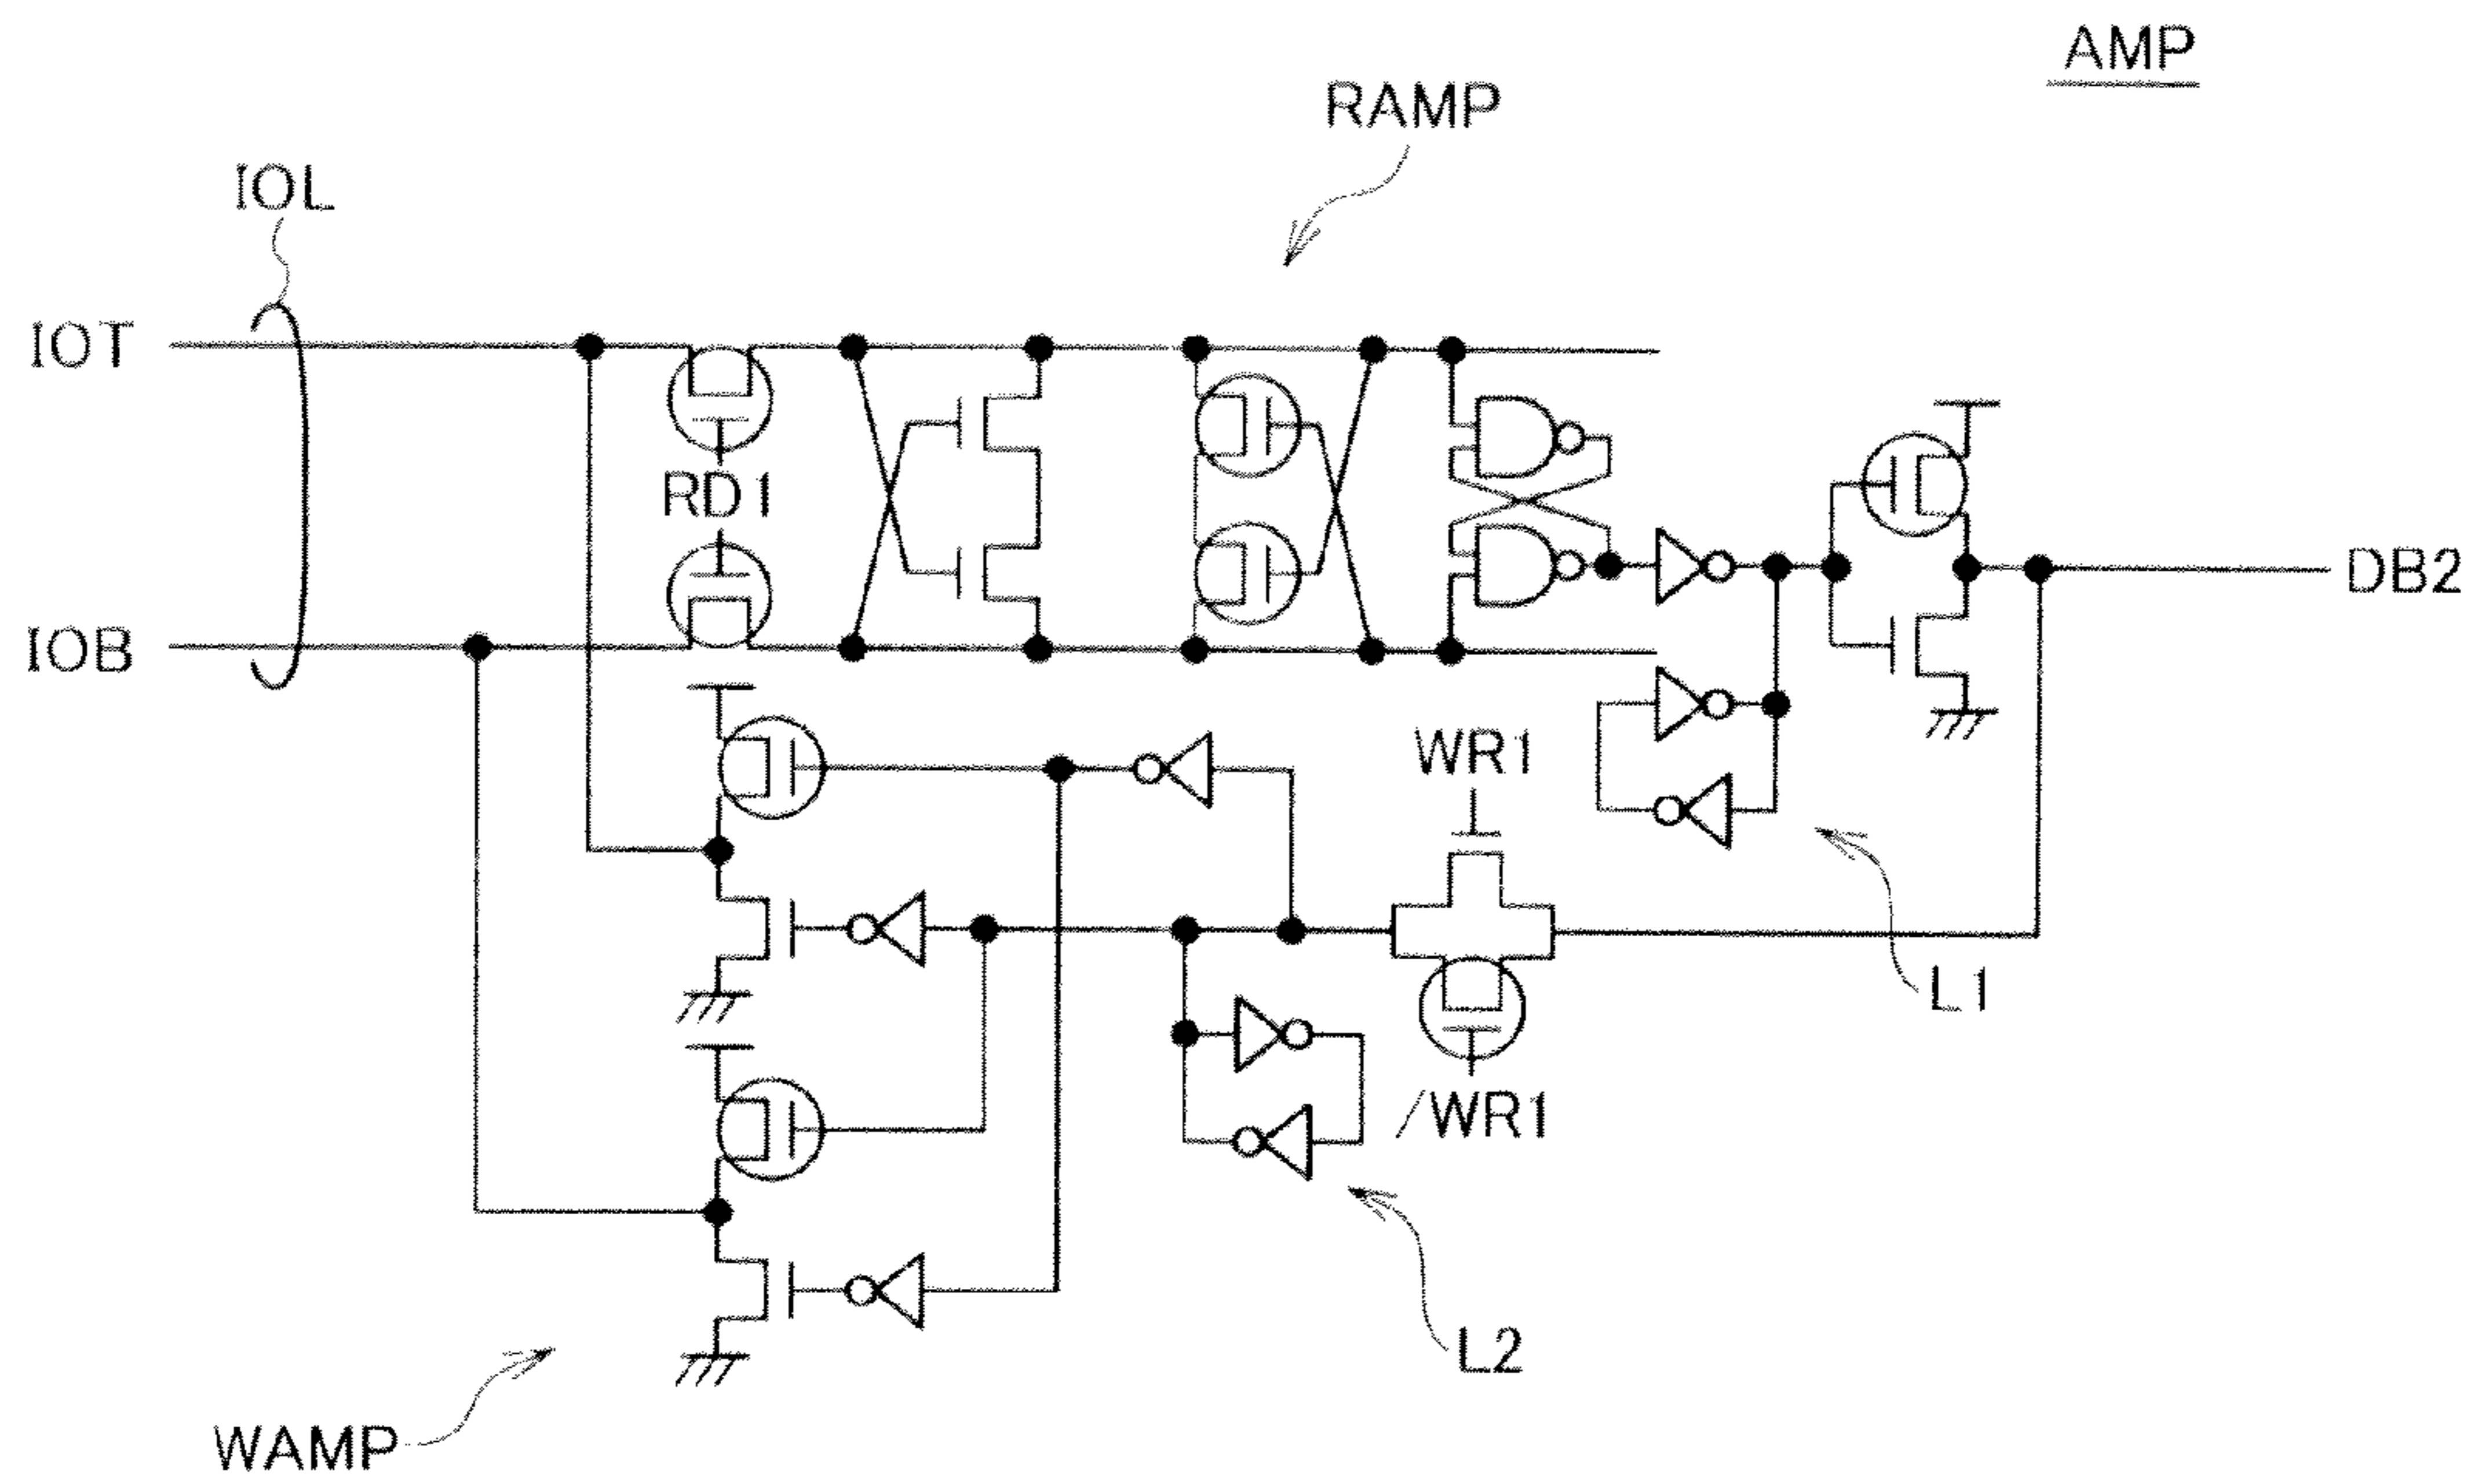 AMP
RAMP
IOL
IOT
RD1
DB2
IOB
WR1
L1
/WR1
L2
WAMP